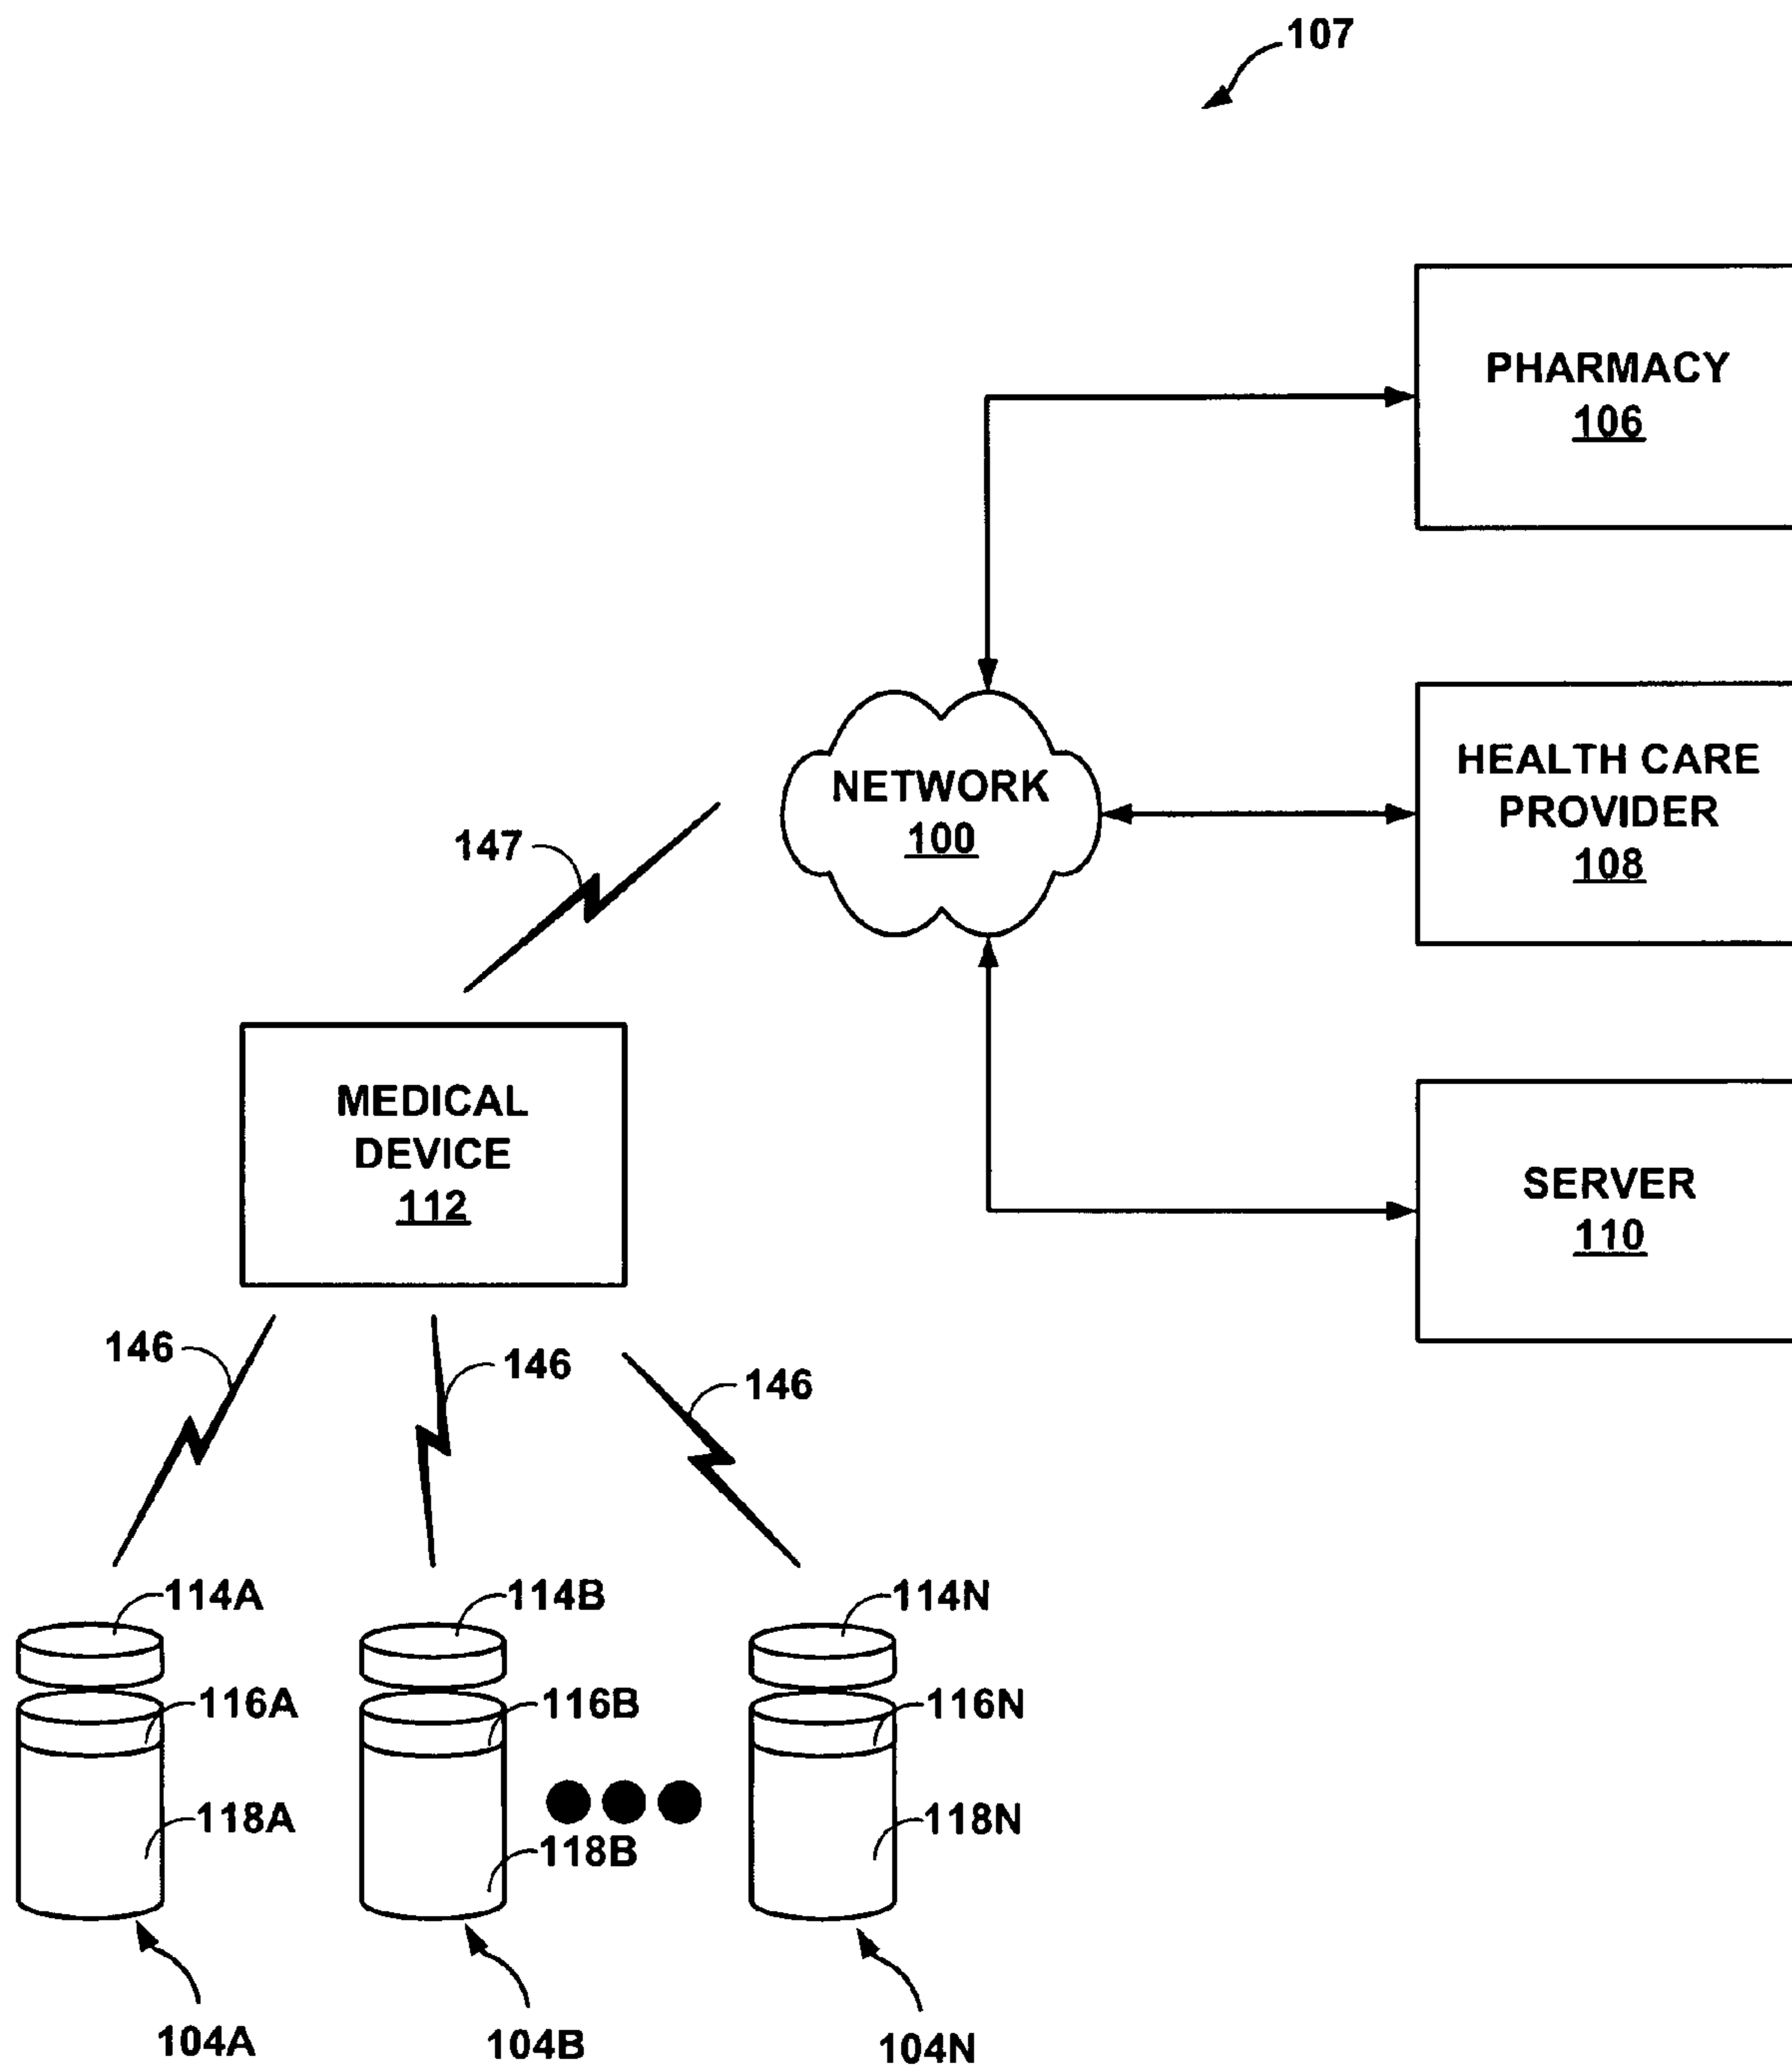 107
PHARMACY
106
NETWORK
100
HEALTH CARE
PROVIDER
108
147
MEDICAL
DEVICE
112
SERVER
110
146
146
146
114A
114B
114N
116A
116B
116N
118A
118B
118N
104A
104B
104N